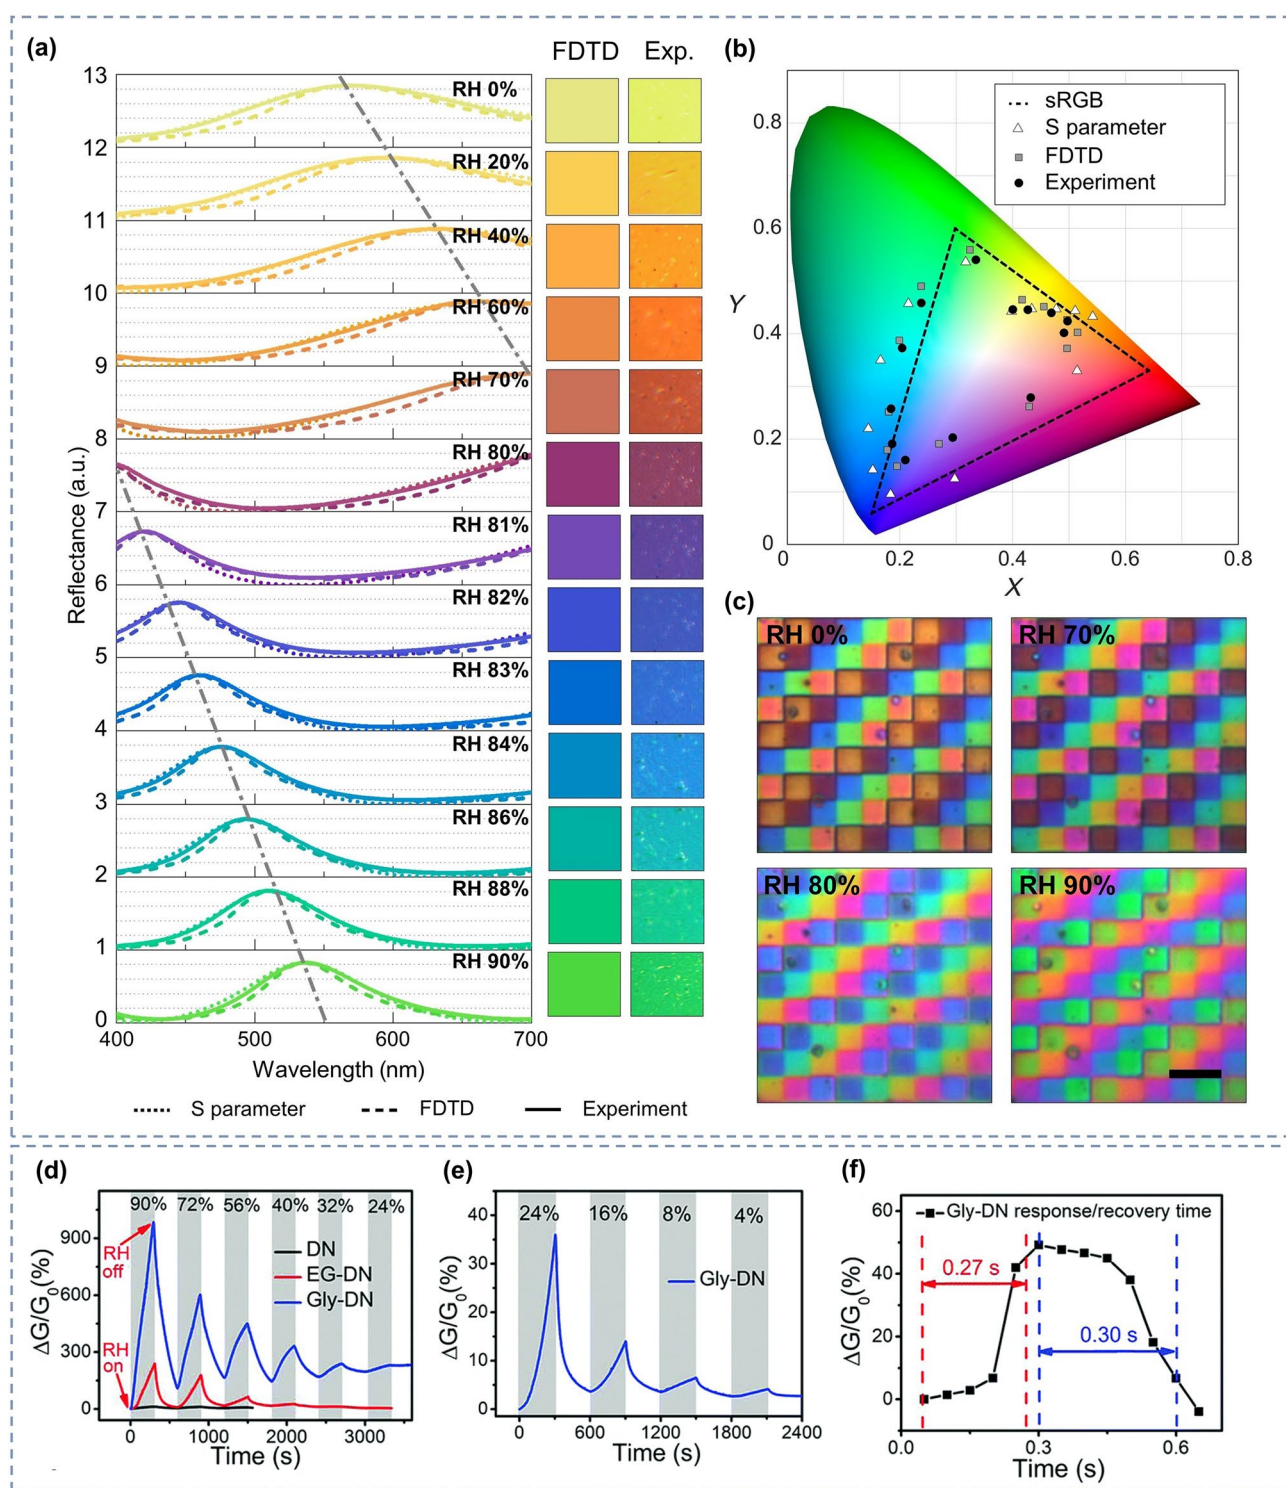 (a)
FDTD Exp.
13
RH 0%
12
RH 20%
11
RH 40%
10
RH 60%
9
RH 70%
8
RH 80%
7
RH 81%
6
RH 82%
5
RH 83%
4
RH 84%
3
RH 86%
2
RH 88%
1
RH 90%
0
Reflectance (a.u.)
400 500 600 700
Wavelength (nm)
S parameter FDTD Experiment
(b)
sRGB
S parameter
FDTD
Experiment
0.8
0.6
0.4
0.2
0
Y
0 0.2 0.4 0.6 0.8
X
(c)
RH 0% RH 70%
RH 80% RH 90%
(d)
90% 72% 56% 40% 32% 24%
900
600
300
0
ΔG/G0(%)
RH
off
RH
on
DN
EG-DN
Gly-DN
0 1000 2000 3000
Time (s)
(e)
24% 16% 8% 4%
40
30
20
10
0
ΔG/G0(%)
Gly-DN
0 600 1200 1800 2400
Time (s)
(f)
Gly-DN response/recovery time
60
40
20
0
ΔG/G0(%)
0.27 s
0.30 s
0.0 0.3 0.6
Time (s)